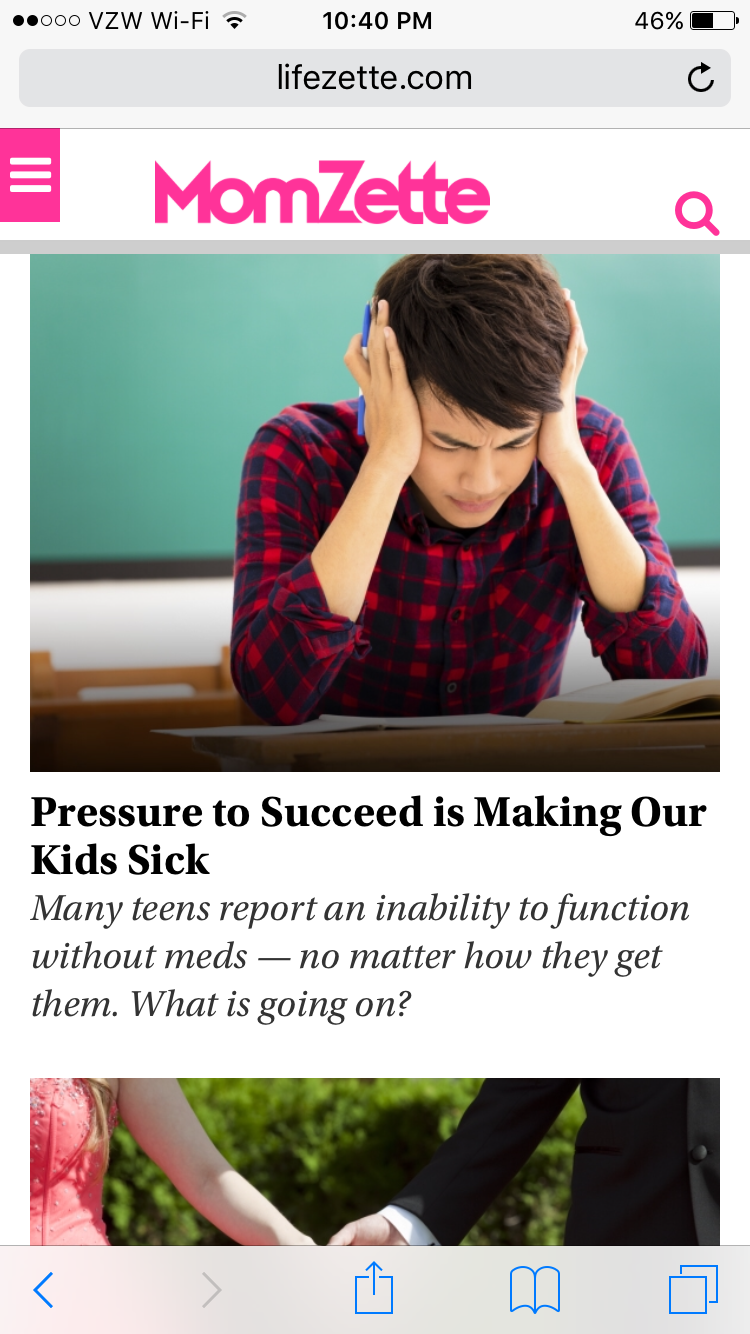 VZW Wi-Fi 10:40 PM 46%
lifezette.com
MomZette
Pressure to Succeed is Making Our
Kids Sick
Many teens report an inability to function
without meds — no matter how they get
them. What is going on?